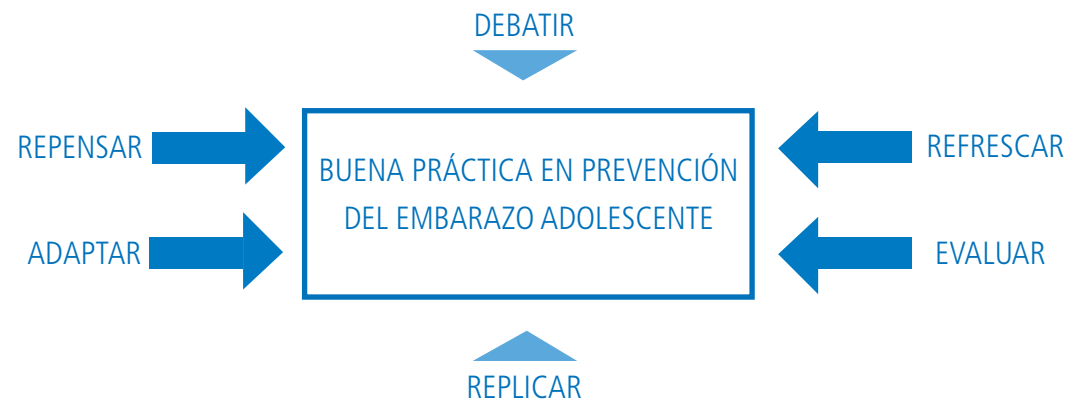 DEBATIR
REPENSAR
REFRESCAR
BUENA PRÁCTICA EN PREVENCIÓN
DEL EMBARAZO ADOLESCENTE
ADAPTAR
EVALUAR
REPLICAR